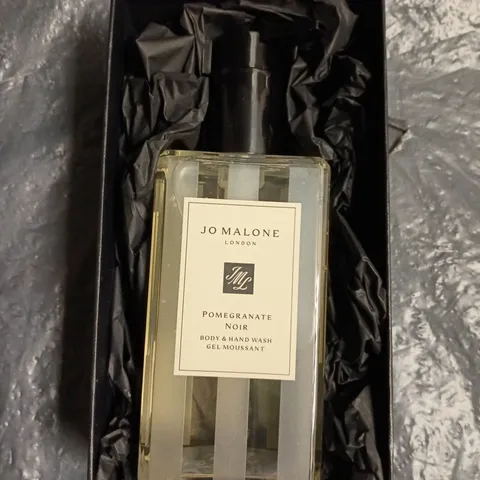 JO MALONE
LONDON
JML
POMEGRANATE
NOIR
BODY & HAND WASH
GEL MOUSSANT